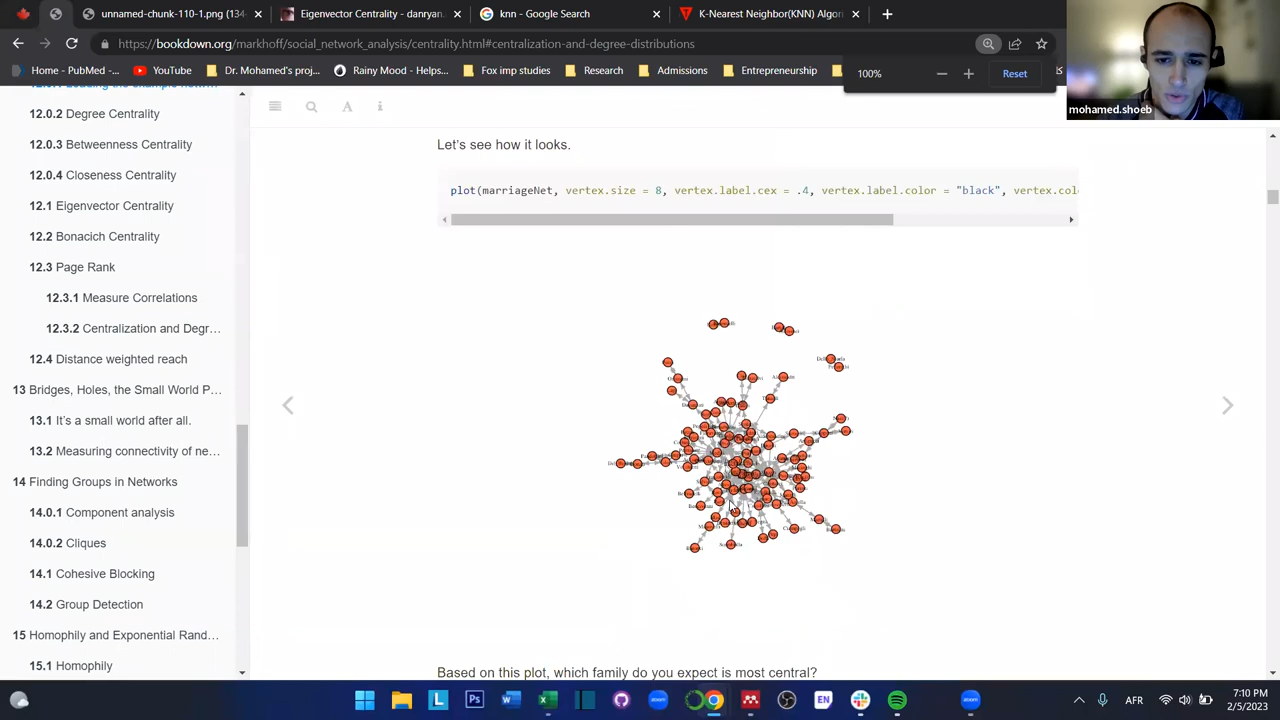 unnamed-chunk-110-1.png (134
Eigenvector Centrality - danryan.
knn - Google Search
K-Nearest Neighbor(KNN) Algor
https://bookdown.org/markhoff/social_network_analysis/centrality.html#centralization-and-degree-distributions
Home - PubMed -...
YouTube
Dr. Mohamed's proj...
Rainy Mood - Helps...
For imp studies
Research
Admissions
Entrepreneurship
100%
Reset
mohamed.shoeb
12.0.2 Degree Centrality
12.0.3 Betweenness Centrality
12.0.4 Closeness Centrality
12.1 Eigenvector Centrality
12.2 Bonacich Centrality
12.3 Page Rank
12.3.1 Measure Correlations
12.3.2 Centralization and Degr...
12.4 Distance weighted reach
13 Bridges, Holes, the Small World P...
13.1 It's a small world after all.
13.2 Measuring connectivity of ne...
14 Finding Groups in Networks
14.0.1 Component analysis
14.0.2 Cliques
14.1 Cohesive Blocking
14.2 Group Detection
15 Homophily and Exponential Rand...
15.1 Homophily
Let's see how it looks.
plot(marriageNet, vertex.size = 8, vertex.label.cex = .4, vertex.label.color = "black", vertex.col
Based on this plot, which family do you expect is most central?
AFR
7:10 PM
2/5/2023